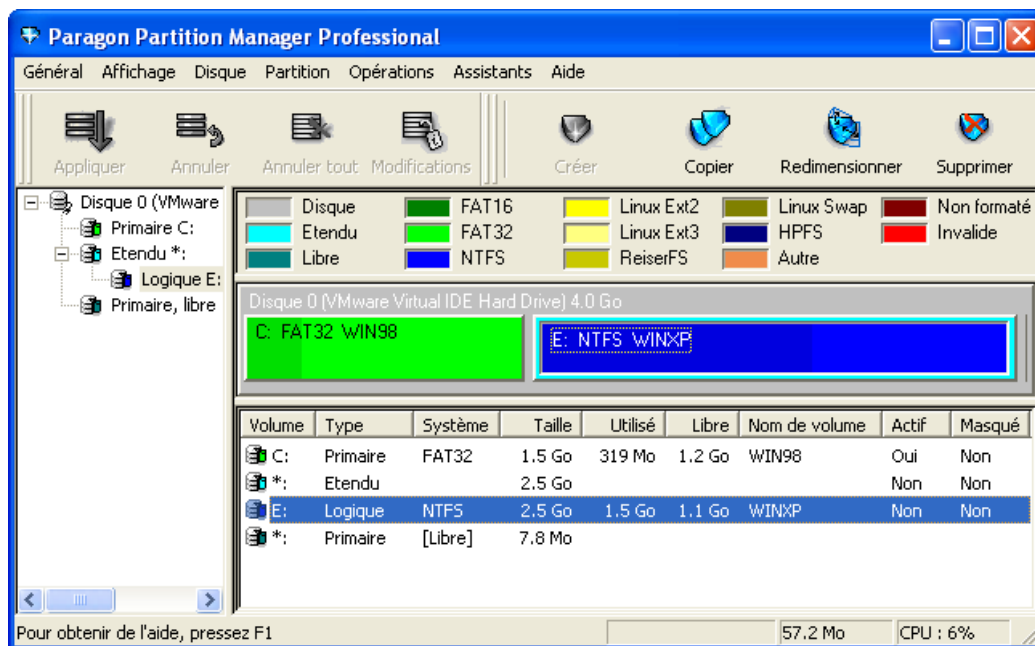 Paragon Partition Manager Professional
Général Affichage Disque Partition Opérations Assistants Aide
Appliquer Annuler Annuler tout Modifications Créer Copier Redimensionner Supprimer
Disque 0 (VMware
Primaire C:
Etendu *:
Logique E:
Primaire, libre
Disque FAT16 Linux Ext2 Linux Swap Non formaté
Etendu FAT32 Linux Ext3 HPFS Invalide
Libre NTFS ReiserFS Autre
Disque 0 (VMware Virtual IDE Hard Drive) 4.0 Go
C: FAT32 WIN98 E: NTFS WINXP
Volume Type Système Taille Utilisé Libre Nom de volume Actif Masqué
C: Primaire FAT32 1.5 Go 319 Mo 1.2 Go WIN98 Oui Non
*: Etendu 2.5 Go Non Non
E: Logique NTFS 2.5 Go 1.5 Go 1.1 Go WINXP Non Non
*: Primaire [Libre] 7.8 Mo
Pour obtenir de l'aide, pressez F1 57.2 Mo CPU : 6%